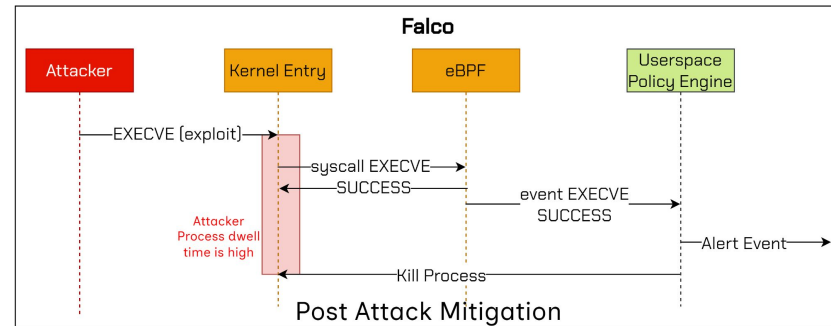 Falco
Attacker
Kernel Entry
eBPF
Userspace
Policy Engine
EXECVE (exploit)
syscall EXECVE
SUCCESS
event EXECVE
SUCCESS
Attacker
Process dwell
time is high
Alert Event
Kill Process
Post Attack Mitigation